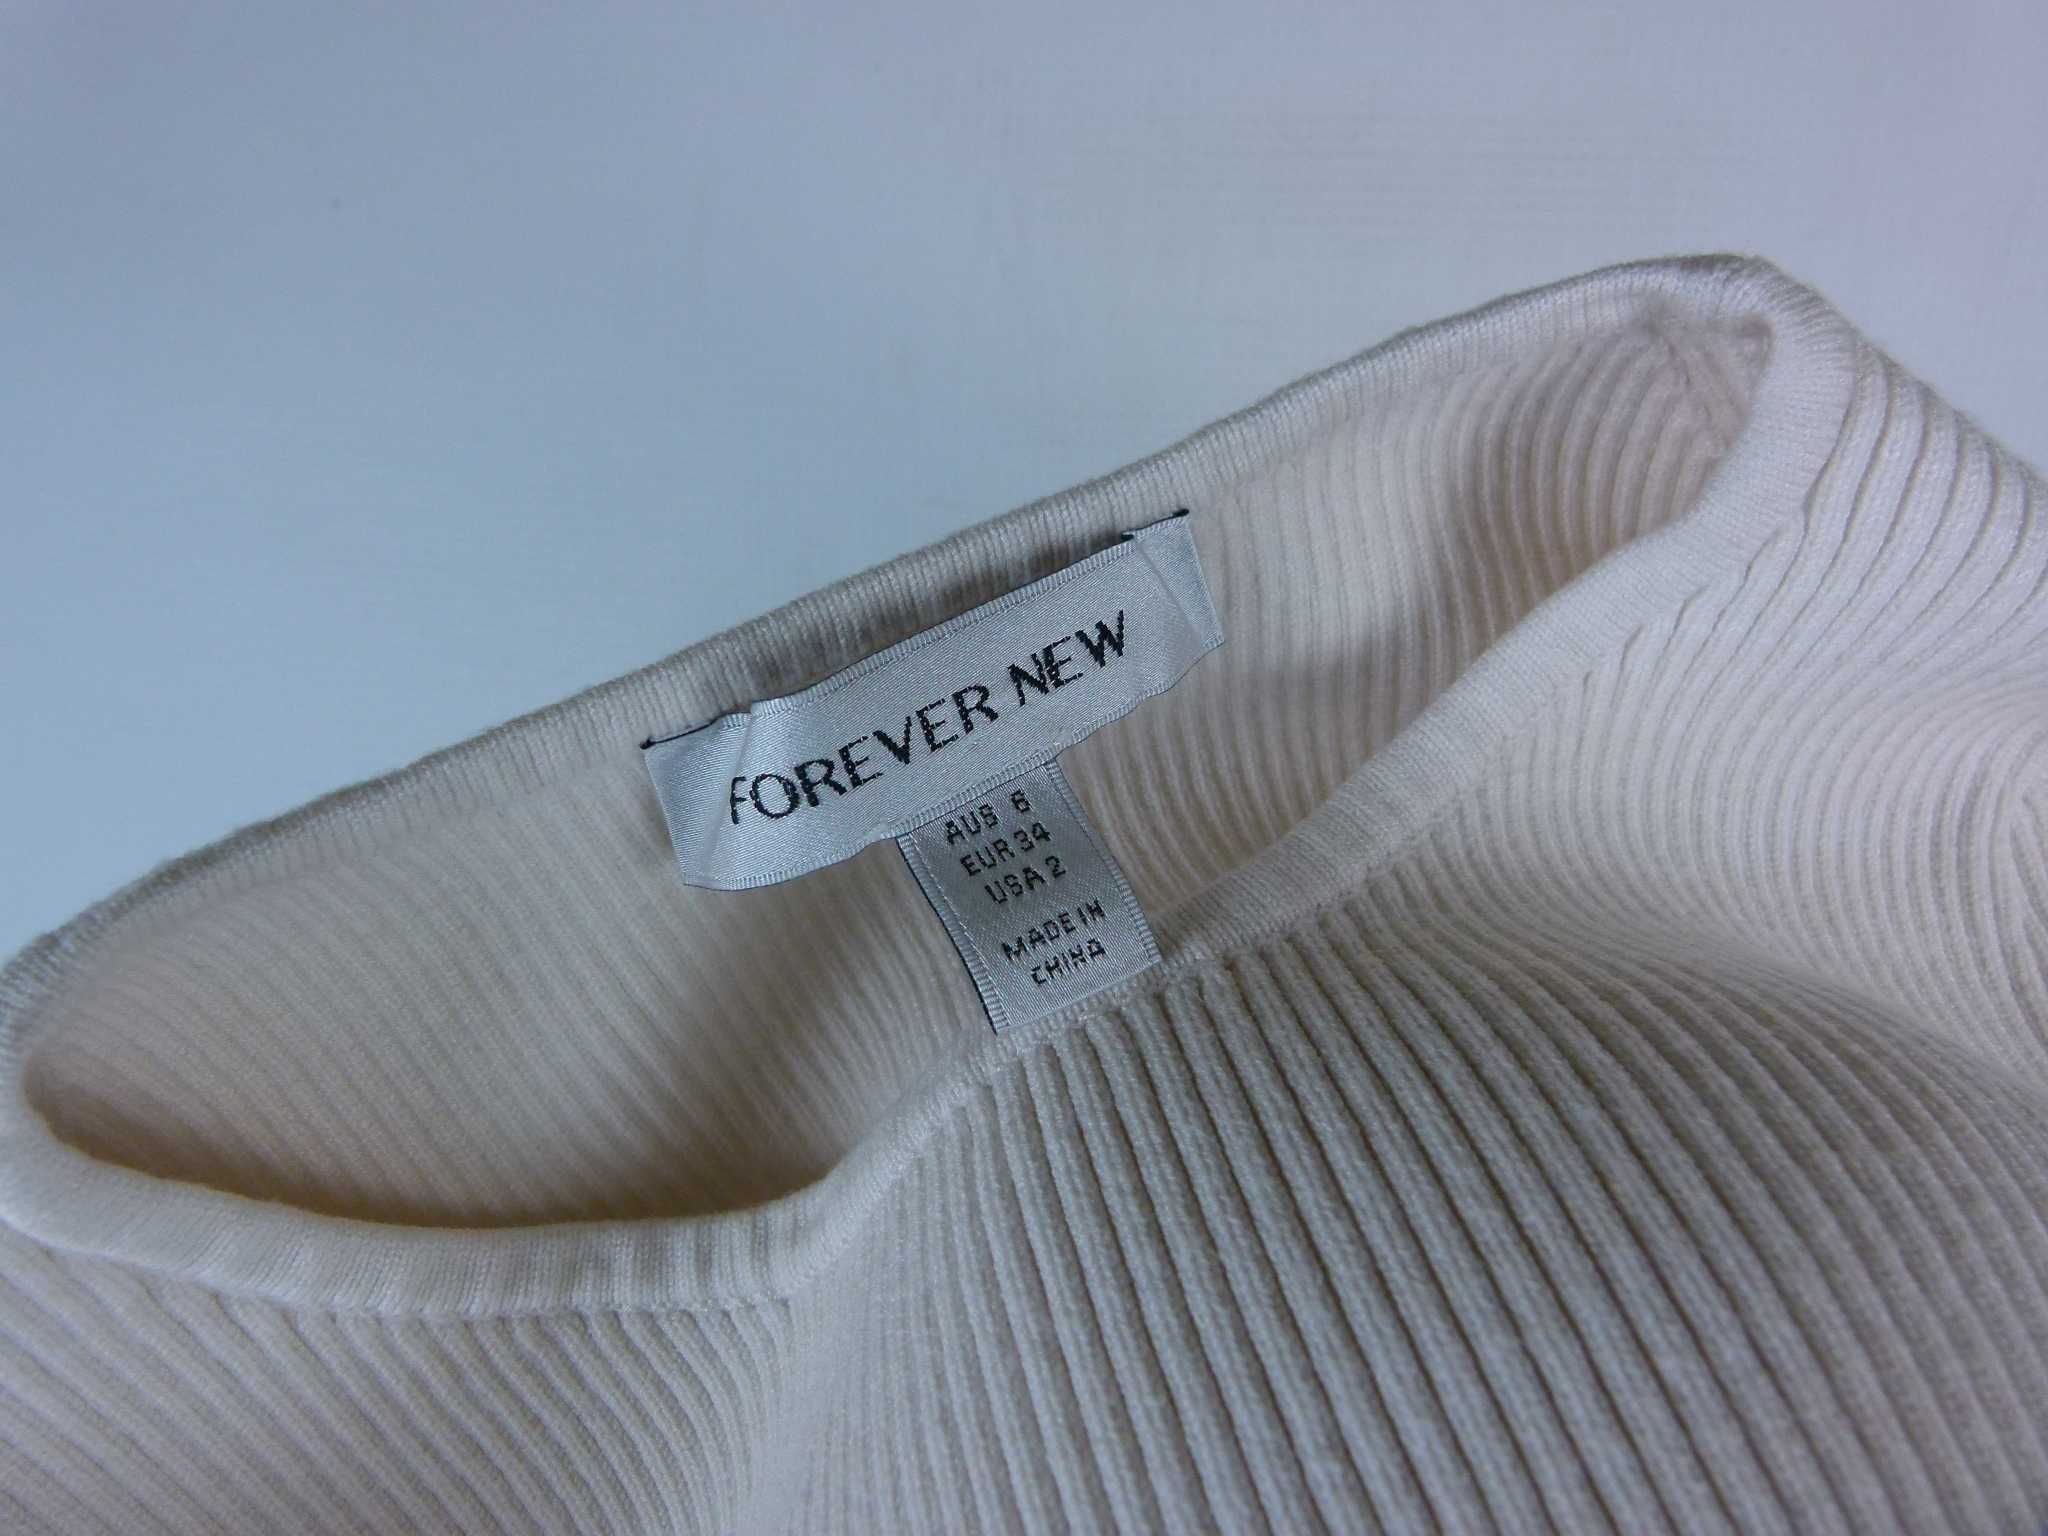 FOREVER NEW
AUS 6
EUR 34
USA 2
MADE IN
CHINA